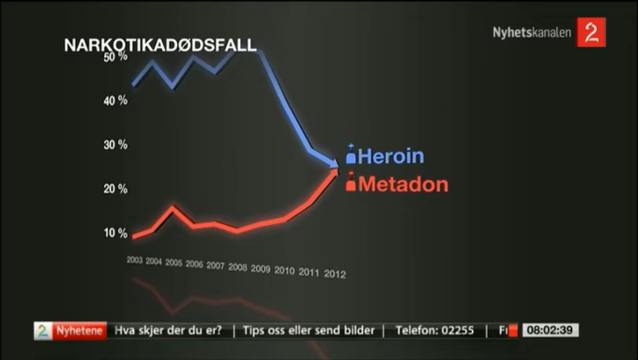 NARKOTIKADØDSFALL
Nyhetskanalen 2
50 %
40 %
30 %
20 %
10 %
Heroin
Metadon
2003 2004 2005 2006 2007 2008 2009 2010 2011 2012
2 Nyhetene Hva skjer der du er? | Tips oss eller send bilder | Telefon: 02255 | 08:02:39